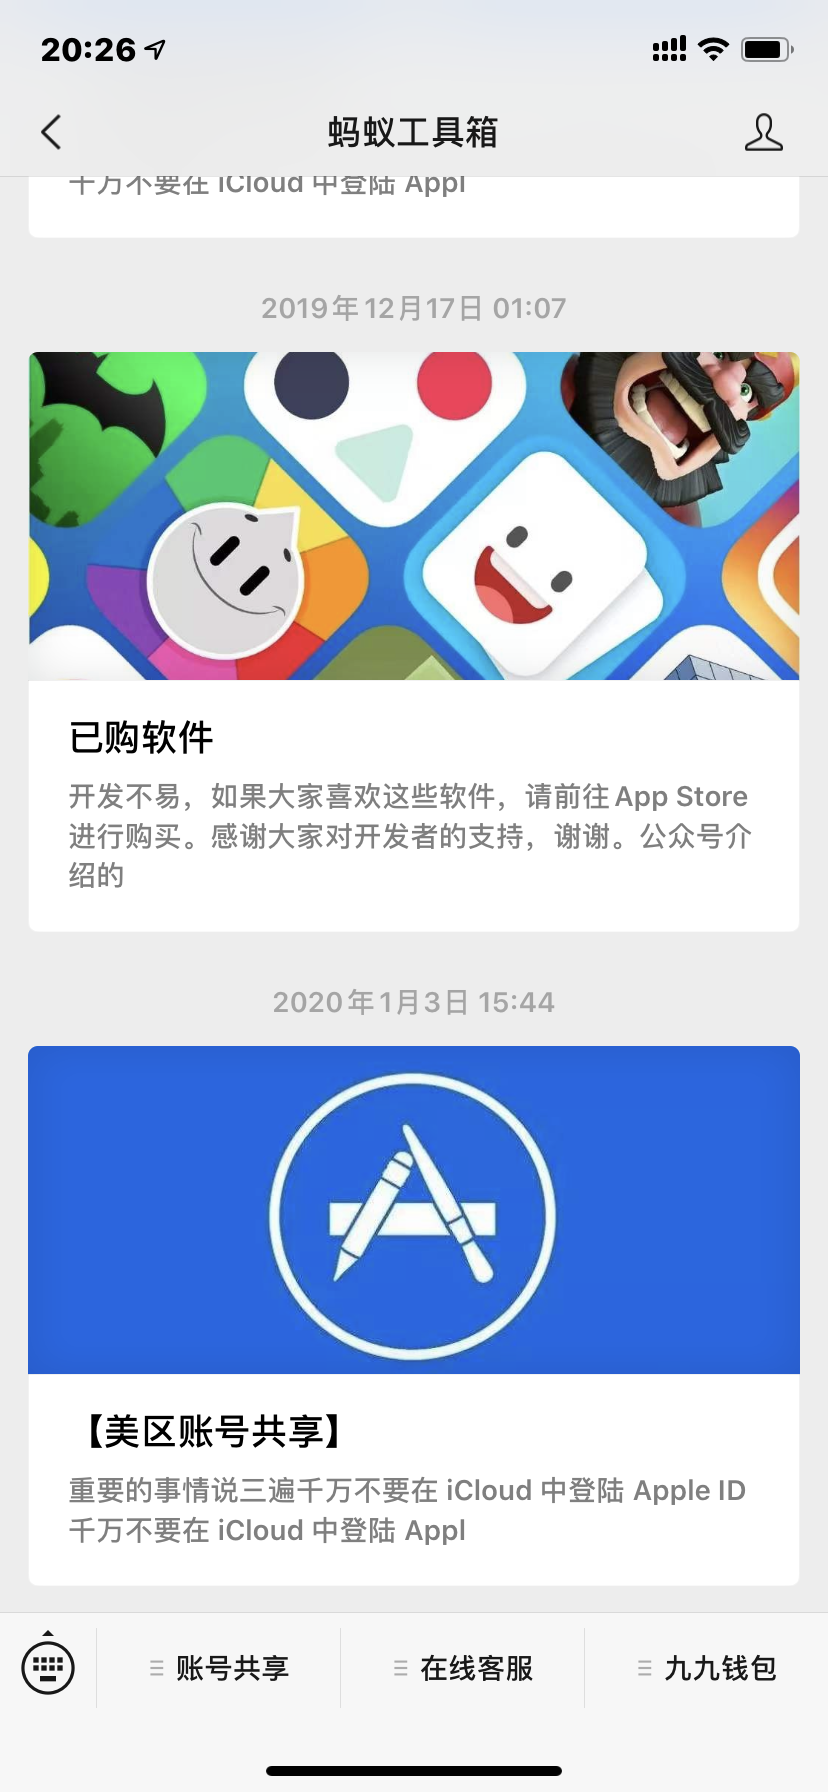 20:26
蚂蚁工具箱
千万不要在 iCloud 中登陆 Appl
2019年12月17日 01:07
已购软件
开发不易，如果大家喜欢这些软件，请前往App Store
进行购买。感谢大家对开发者的支持，谢谢。公众号介
绍的
2020年1月3日 15:44
【美区账号共享】
重要的事情说三遍千万不要在 iCloud 中登陆 Apple ID
千万不要在 iCloud 中登陆 Appl
账号共享
在线客服
九九钱包